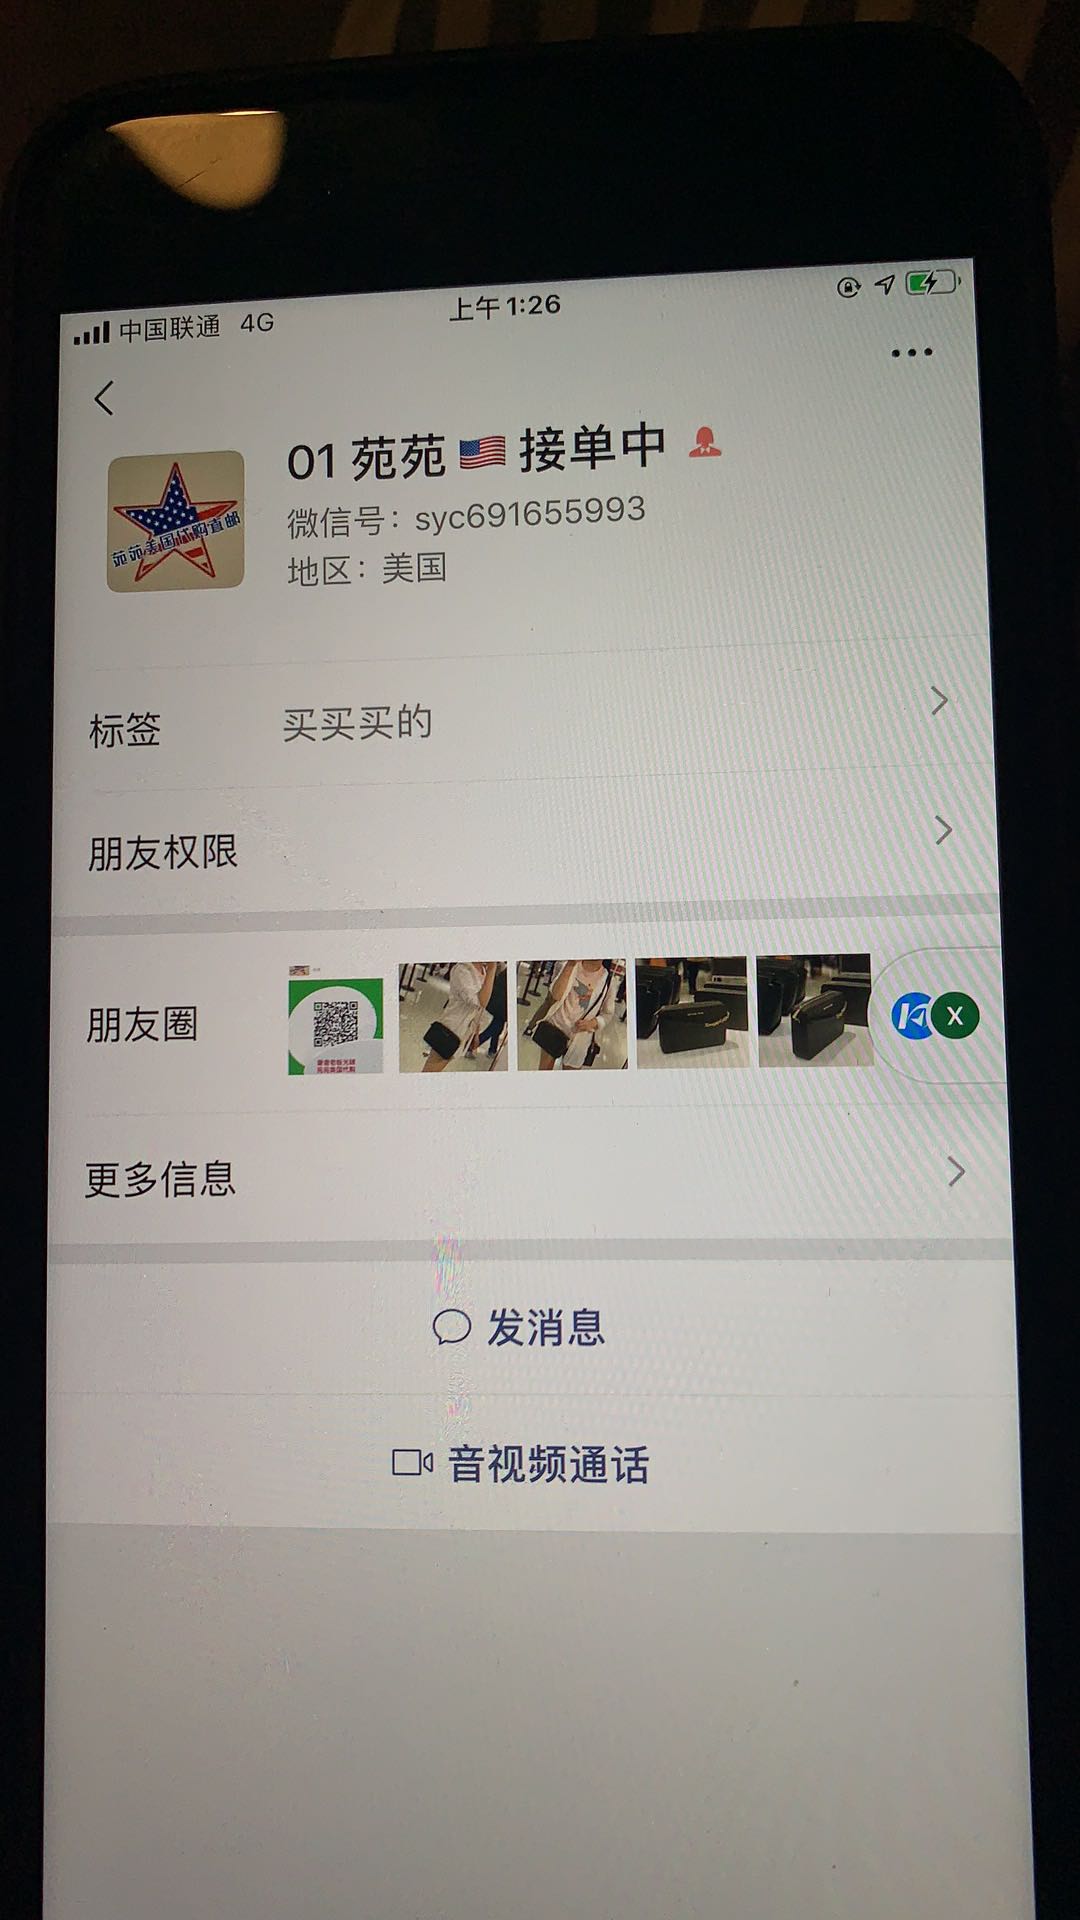 中国联通 4G 上午1:26
01 苑苑🇺🇸接单中
苑苑美国代购直邮
微信号：syc691655993
地区：美国
标签 买买买的
朋友权限
朋友圈
X
更多信息
发消息
音视频通话